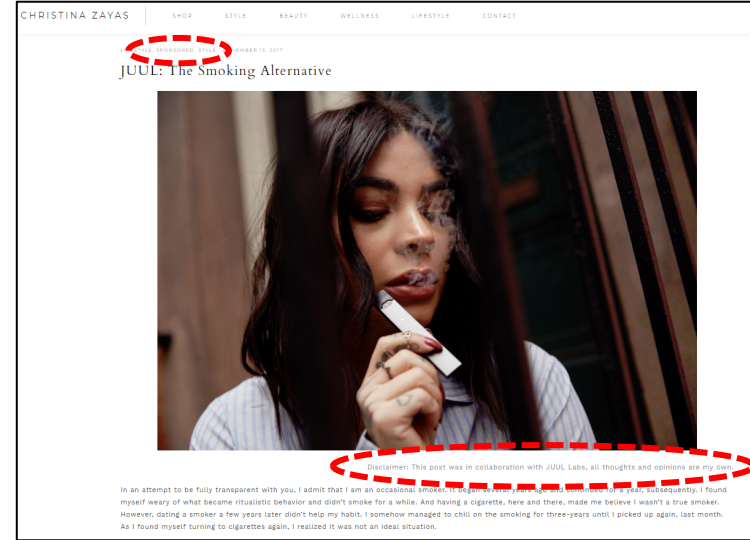 CHRISTINA ZAYAS
SHOP STYLE BEAUTY WELLNESS LIFESTYLE CONTACT
SPONSORED, STYLE 13, 2017
JUUL: The Smoking Alternative
Disclaimer: This post was in collaboration with JUUL Labs, all thoughts and opinions are my own.
In an attempt to be fully transparent with you, I admit that I am an occasional smoker. It began several years ago and continued for a year, subsequently. I found
myself weary of what became ritualistic behavior and didn't smoke for a while. And having a cigarette, here and there, made me believe I wasn't a true smoker.
However, dating a smoker a few years later didn't help my habit. I somehow managed to chill on the smoking for three-years until I picked up again, last month.
As I found myself turning to cigarettes again, I realized it was not an ideal situation.